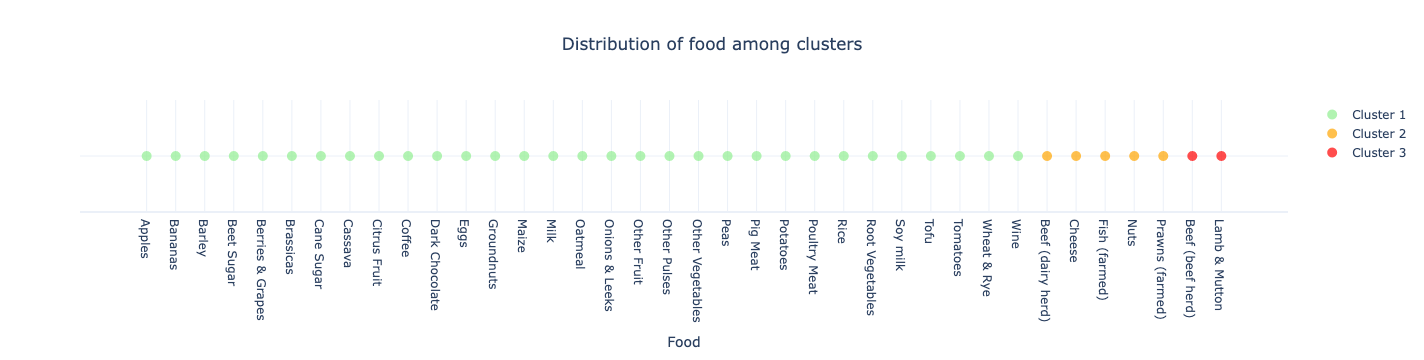 Distribution of food among clusters
Cluster 1
Cluster 2
Cluster 3
Apples
Bananas
Barley
Beet Sugar
Berries & Grapes
Brassicas
Cane Sugar
Cassava
Citrus Fruit
Coffee
Dark Chocolate
Eggs
Groundnuts
Maize
Milk
Oatmeal
Onions & Leeks
Other Fruit
Other Pulses
Other Vegetables
Peas
Pig Meat
Potatoes
Poultry Meat
Rice
Root Vegetables
Soy milk
Tofu
Tomatoes
Wheat & Rye
Wine
Beef (dairy herd)
Cheese
Fish (farmed)
Nuts
Prawns (farmed)
Beef (beef herd)
Lamb & Mutton
Food